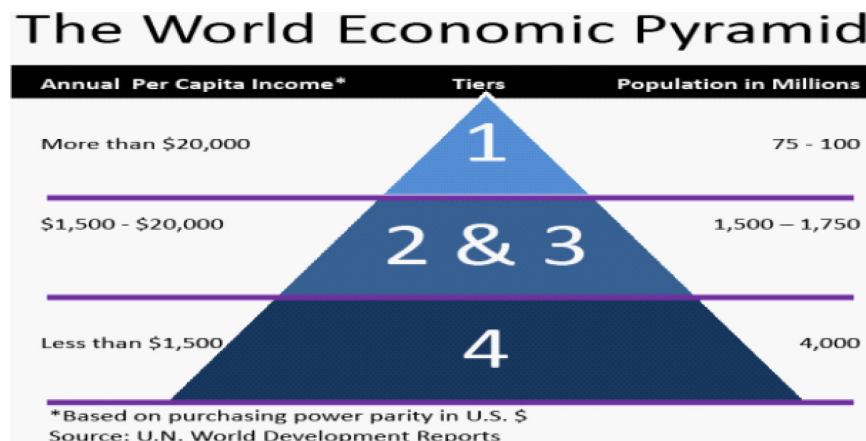 The World Economic Pyramid
Annual Per Capita Income* Tiers Population in Millions
More than $20,000 1 75 - 100
$1,500 - $20,000 2 & 3 1,500 – 1,750
Less than $1,500 4 4,000
*Based on purchasing power parity in U.S. $
Source: U.N. World Development Reports